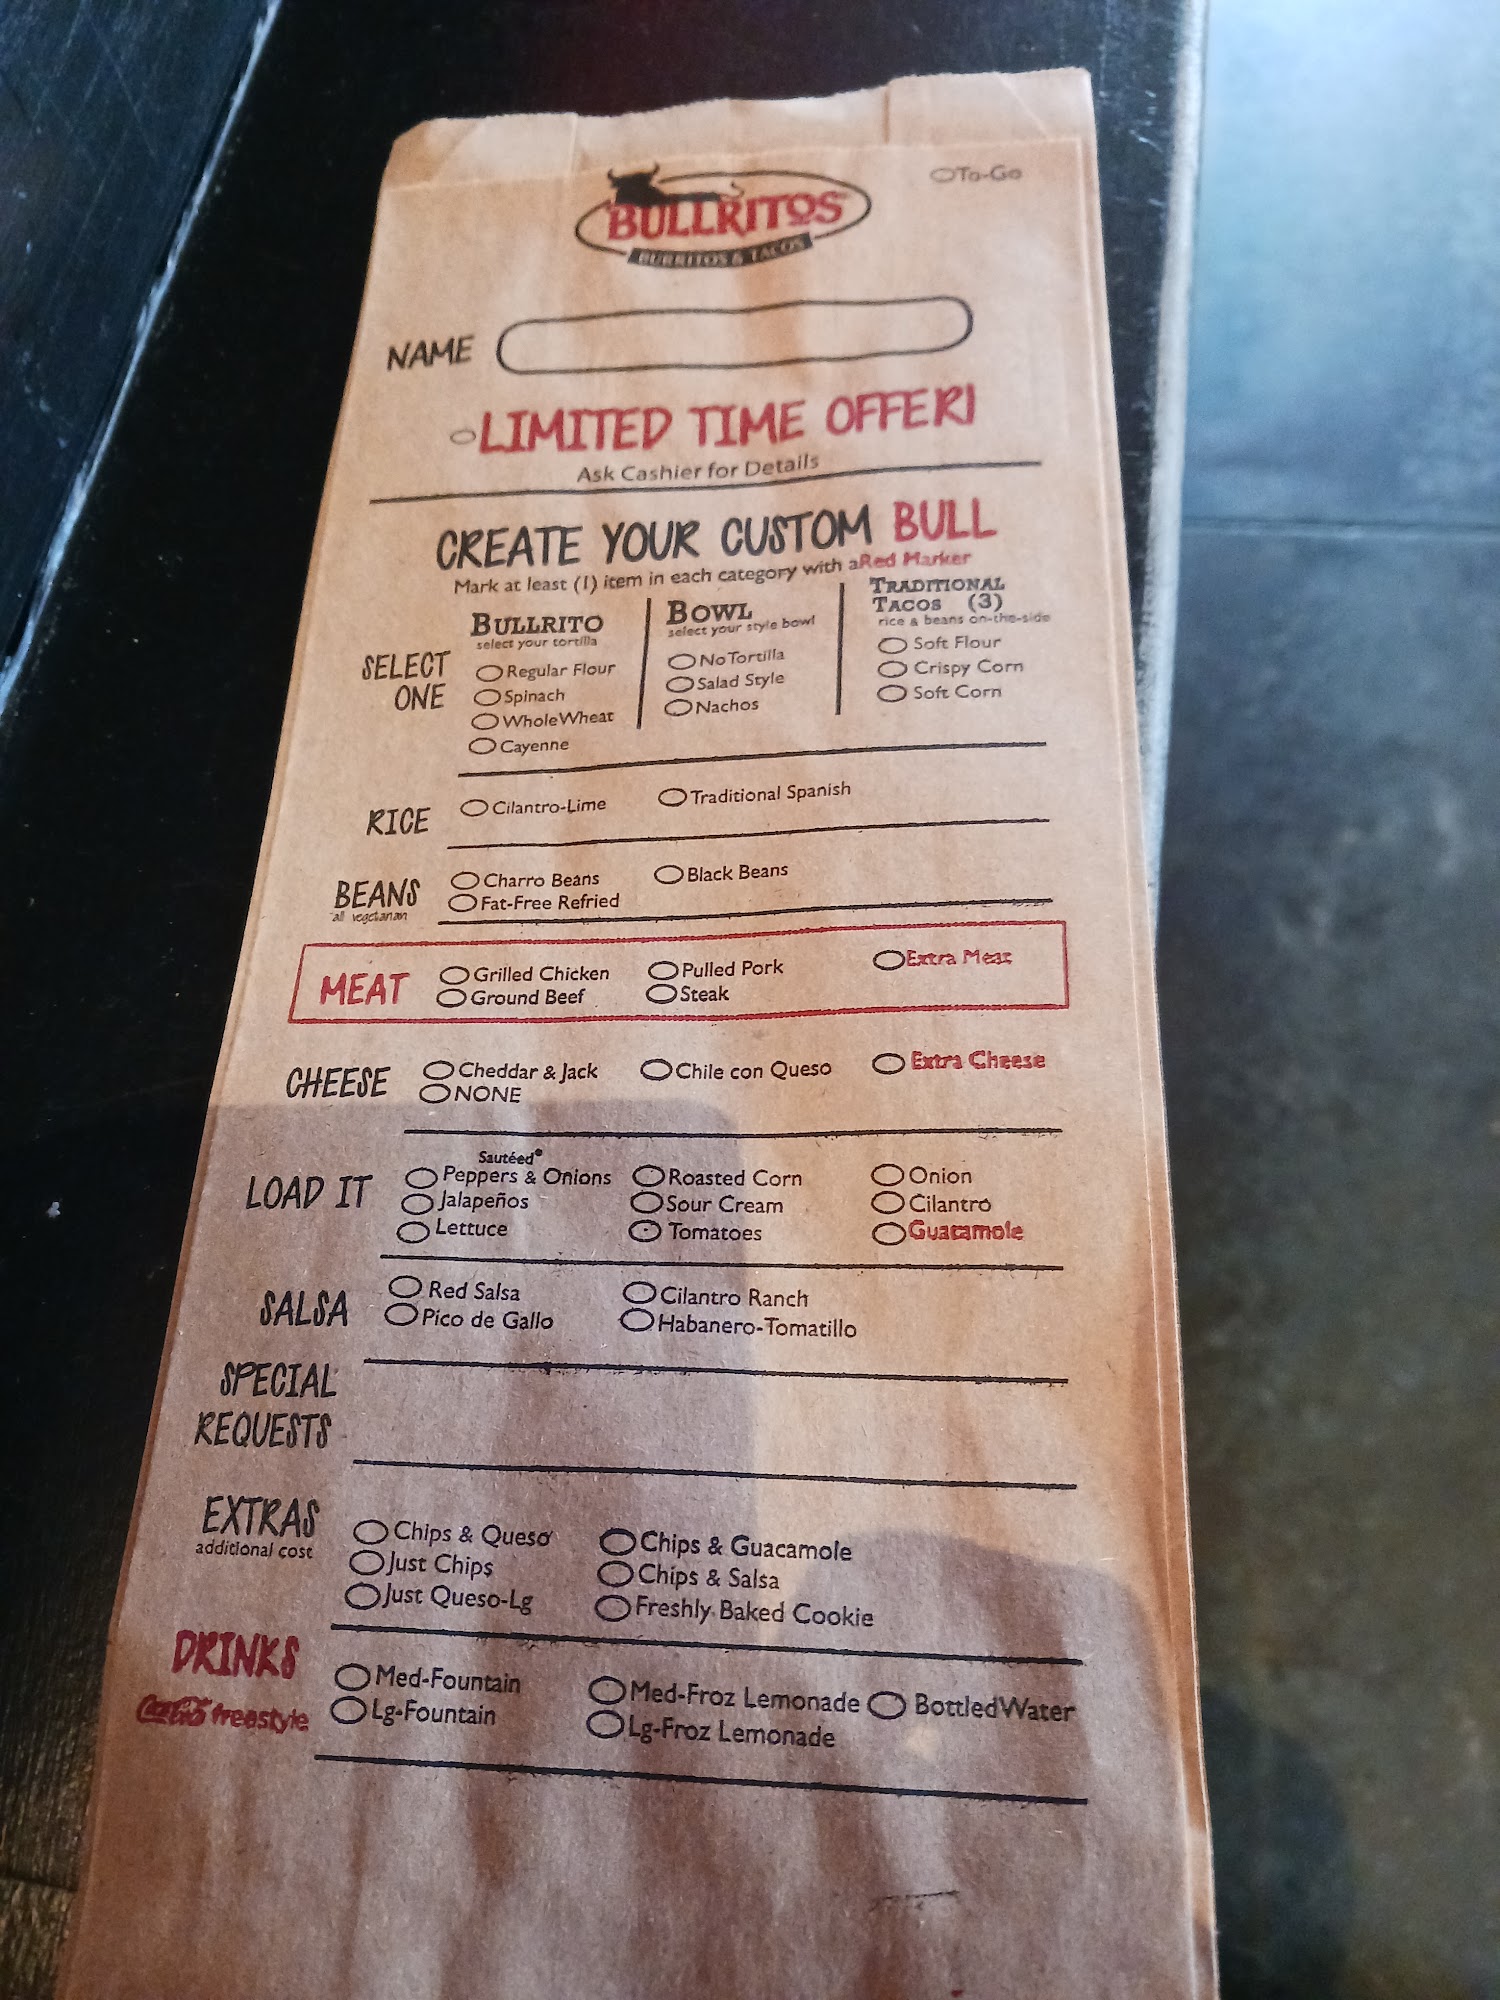 To-Go
BULLRITOS
BURRITOS & TACOS
NAME
LIMITED TIME OFFER!
Ask Cashier for Details
CREATE YOUR CUSTOM BULL
Mark at least (1) item in each category with a Red Marker
SELECT ONE
BULLRITO
select your tortilla
Regular Flour
Spinach
Whole Wheat
Cayenne
BOWL
select your style bowl
No Tortilla
Salad Style
Nachos
TRADITIONAL
TACOS (3)
rice & beans on-the-side
Soft Flour
Crispy Corn
Soft Corn
RICE
Cilantro-Lime Traditional Spanish
BEANS
all vegetarian
Charro Beans Black Beans
Fat-Free Refried
MEAT
Grilled Chicken Pulled Pork Extra Meat
Ground Beef Steak
CHEESE
Cheddar & Jack Chile con Queso Extra Cheese
NONE
LOAD IT
Sautéed*
Peppers & Onions Roasted Corn Onion
Jalapeños Sour Cream Cilantro
Lettuce Tomatoes Guacamole
SALSA
Red Salsa Cilantro Ranch
Pico de Gallo Habanero-Tomatillo
SPECIAL
REQUESTS
EXTRAS
additional cost
Chips & Queso Chips & Guacamole
Just Chips Chips & Salsa
Just Queso-Lg Freshly Baked Cookie
DRINKS
Coca-Cola freestyle
Med-Fountain Med-Froz Lemonade Bottled Water
Lg-Fountain Lg-Froz Lemonade